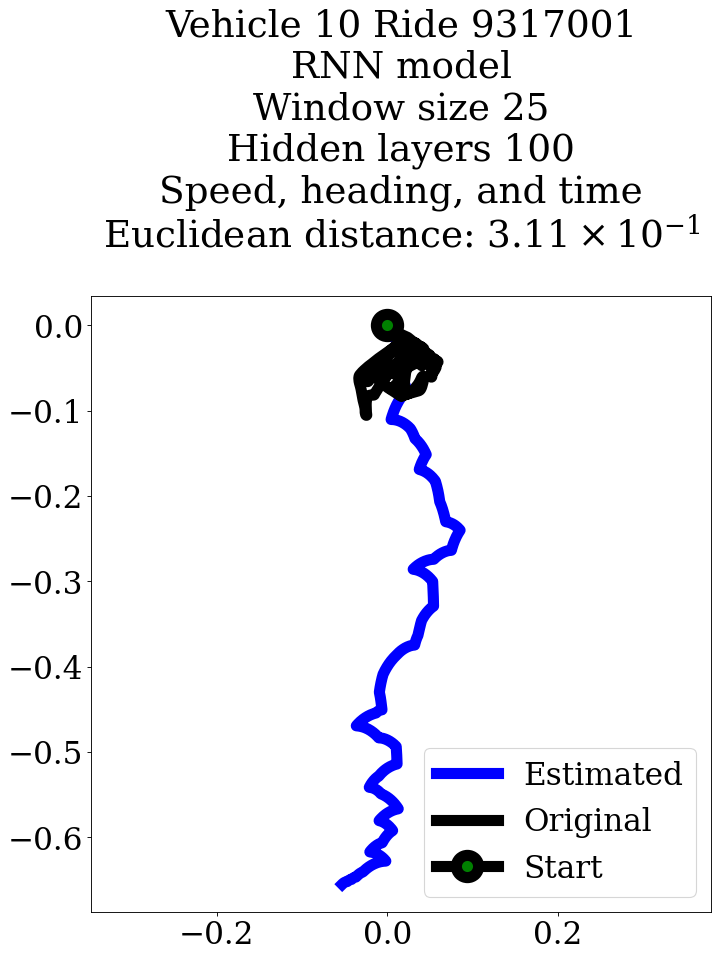 Vehicle 10 Ride 9317001
RNN model
Window size 25
Hidden layers 100
Speed, heading, and time
Euclidean distance: 3.11 × 10⁻¹
0.0
−0.1
−0.2
−0.3
−0.4
−0.5
−0.6
Estimated
Original
Start
−0.2 0.0 0.2